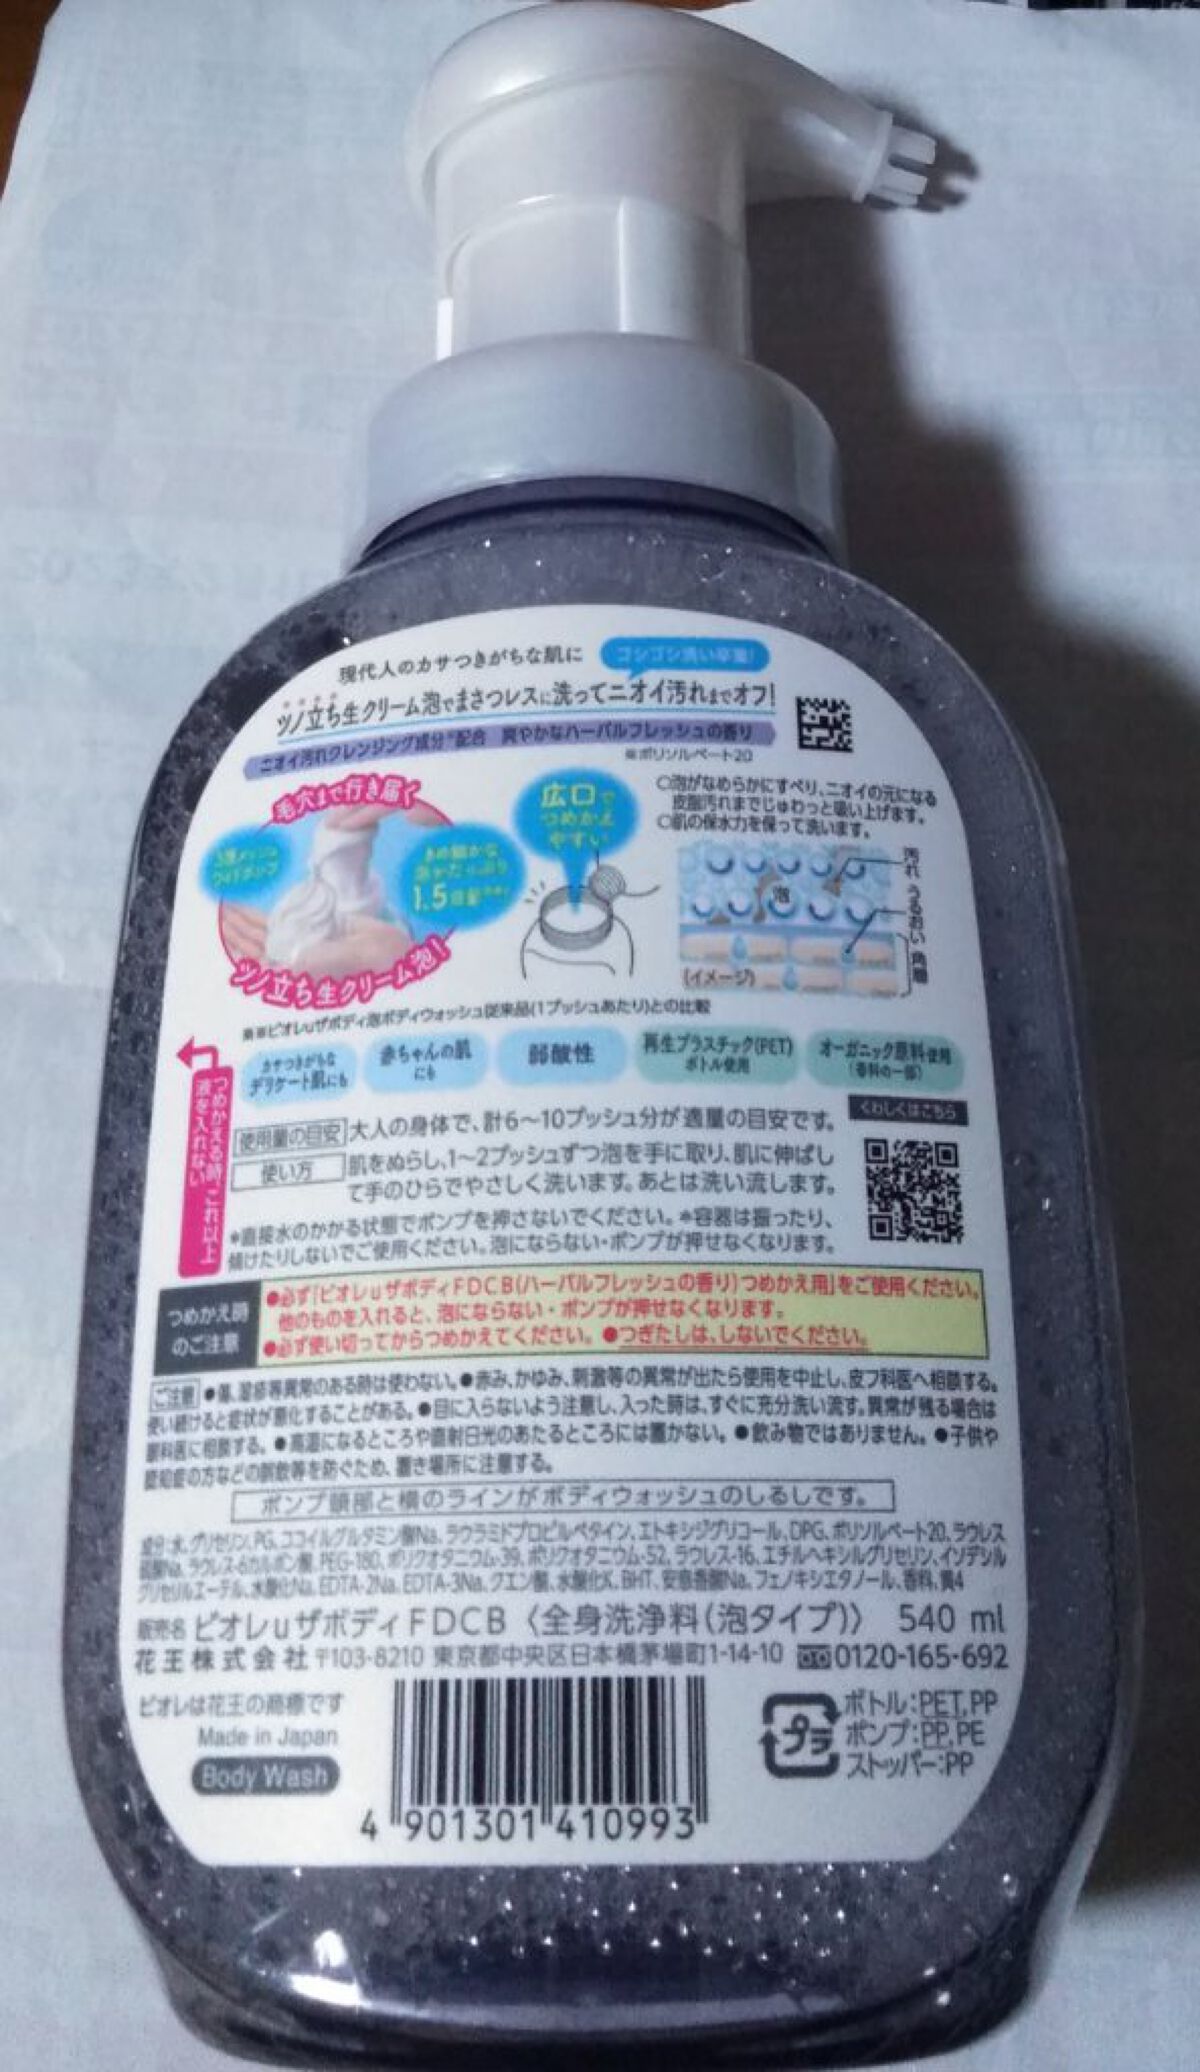 現代人のカサつきがちな肌に
ゴシゴシ洗い卒業!
ツノ立ち生クリーム泡でまさつレスに洗ってニオイ汚れまでオフ!
ニオイ汚れクレンジング成分※配合 爽やかなハーバルフレッシュの香り
※ポリソルベート20
毛穴まで行き届く
3層メッシュ
ワイドポンプ
きめ細かな
泡がたっぷり
1.5倍量※※!
ツノ立ち生クリーム泡!
広口で
つめかえ
やすい
○泡がなめらかにすべり、ニオイの元になる
皮脂汚れまでじゅわっと吸い上げます。
○肌の保水力を保って洗います。
汚れ
うるおい
角層
泡
(イメージ)
※※ビオレuザボディ泡ボディウォッシュ従来品(1プッシュあたり)との比較
カサつきがちな
デリケート肌にも
赤ちゃんの肌
にも
弱酸性
再生プラスチック(PET)
ボトル使用
オーガニック原料使用
(香料の一部)
つめかえる時、これ以上
液を入れない
使用量の目安 大人の身体で、計6〜10プッシュ分が適量の目安です。
使い方 肌をぬらし、1〜2プッシュずつ泡を手に取り、肌に伸ばし
て手のひらでやさしく洗います。あとは洗い流します。
くわしくはこちら
*直接水のかかる状態でポンプを押さないでください。*容器は振ったり、
傾けたりしないでご使用ください。泡にならない・ポンプが押せなくなります。
つめかえ時
のご注意
●必ず「ビオレuザボディFDCB(ハーバルフレッシュの香り)つめかえ用」をご使用ください。
他のものを入れると、泡にならない・ポンプが押せなくなります。
●必ず使い切ってからつめかえてください。●つぎたしは、しないでください。
ご注意 ●傷、湿疹等異常のある時は使わない。●赤み、かゆみ、刺激等の異常が出たら使用を中止し、皮フ科医へ相談する。
使い続けると症状が悪化することがある。●目に入らないよう注意し、入った時は、すぐに充分洗い流す。異常が残る場合は
眼科医に相談する。●高温になるところや直射日光のあたるところには置かない。●飲み物ではありません。●子供や
認知症の方などの誤飲等を防ぐため、置き場所に注意する。
ポンプ頭部と横のラインがボディウォッシュのしるしです。
成分:水、グリセリン、PG、ココイルグルタミン酸Na、ラウラミドプロピルベタイン、エトキシジグリコール、DPG、ポリソルベート20、ラウレス
硫酸Na、ラウレス-6カルボン酸、PEG-180、ポリクオタニウム-39、ポリクオタニウム-52、ラウレス-16、エチルヘキシルグリセリン、イソデシル
グリセリルエーテル、水酸化Na、EDTA-2Na、EDTA-3Na、クエン酸、水酸化K、BHT、安息香酸Na、フェノキシエタノール、香料、黄4
販売名 ビオレuザボディFDCB〈全身洗浄料(泡タイプ)〉 540 ml
花王株式会社 〒103-8210 東京都中央区日本橋茅場町1-14-10 0120-165-692
ビオレは花王の商標です
Made in Japan
Body Wash
4 901301 410993
プラ
ボトル:PET,PP
ポンプ:PP,PE
ストッパー:PP